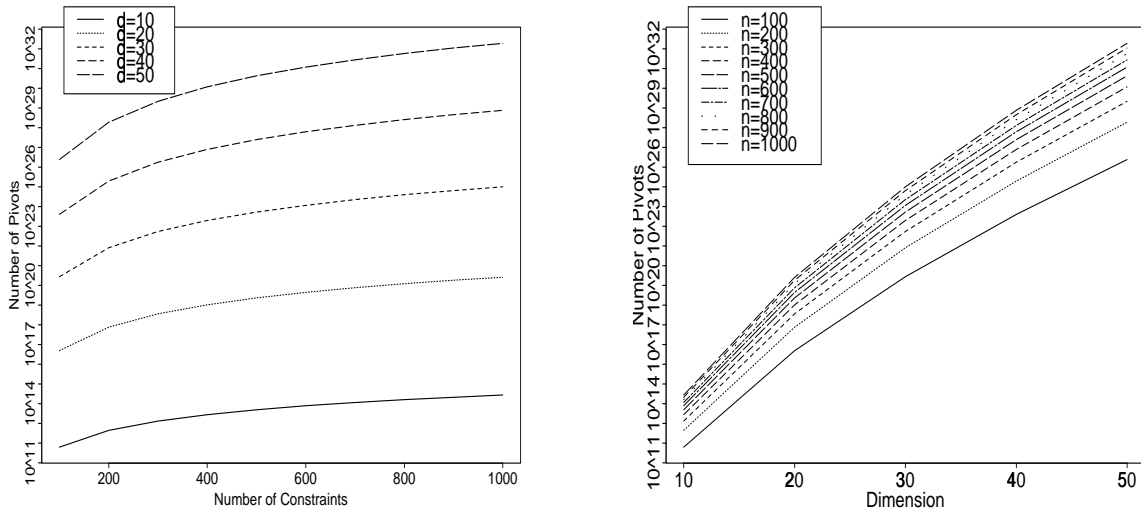 d=10
d=20
d=30
d=40
d=50
Number of Pivots
10^11
10^14
10^17
10^20
10^23
10^26
10^29
10^32
200
400
600
800
1000
Number of Constraints
n=100
n=200
n=300
n=400
n=500
n=600
n=700
n=800
n=900
n=1000
Number of Pivots
10^11
10^14
10^17
10^20
10^23
10^26
10^29
10^32
10
20
30
40
50
Dimension